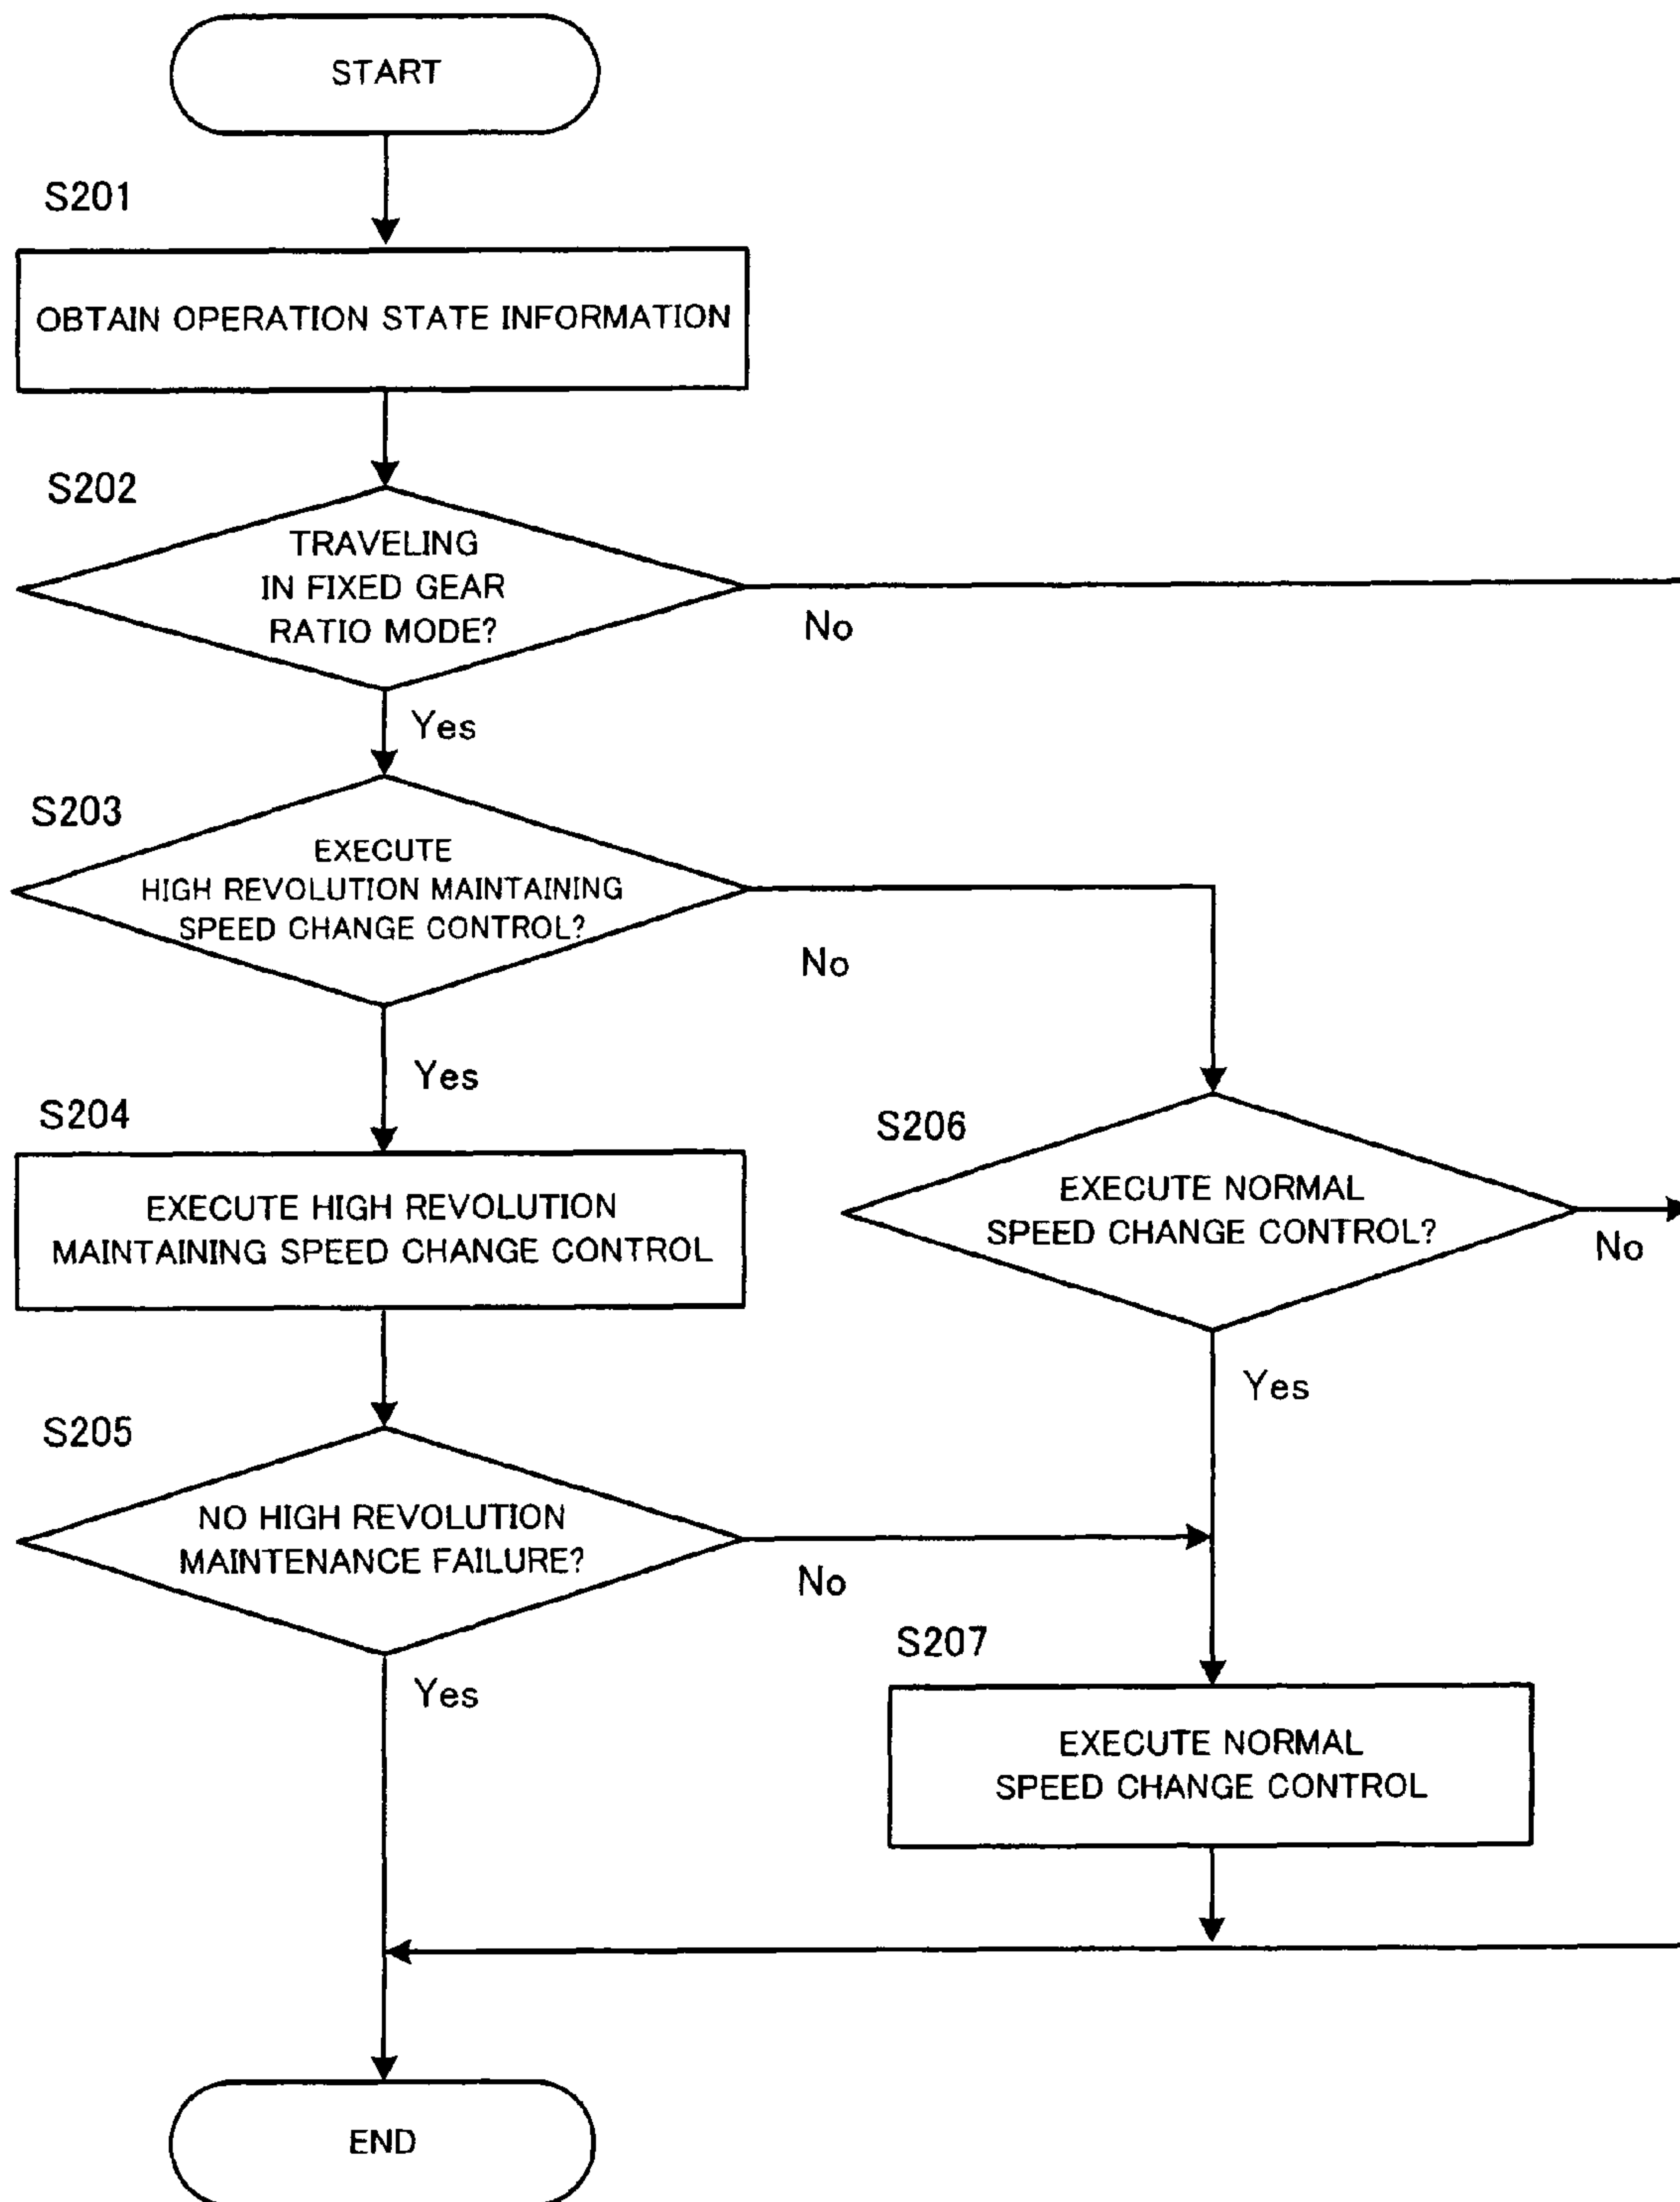 START
S201
OBTAIN OPERATION STATE INFORMATION
S202
TRAVELING
IN FIXED GEAR
RATIO MODE?
No
Yes
S203
EXECUTE
HIGH REVOLUTION MAINTAINING
SPEED CHANGE CONTROL?
No
Yes
S204
EXECUTE HIGH REVOLUTION
MAINTAINING SPEED CHANGE CONTROL
S206
EXECUTE NORMAL
SPEED CHANGE CONTROL?
No
Yes
S205
NO HIGH REVOLUTION
MAINTENANCE FAILURE?
No
Yes
S207
EXECUTE NORMAL
SPEED CHANGE CONTROL
END